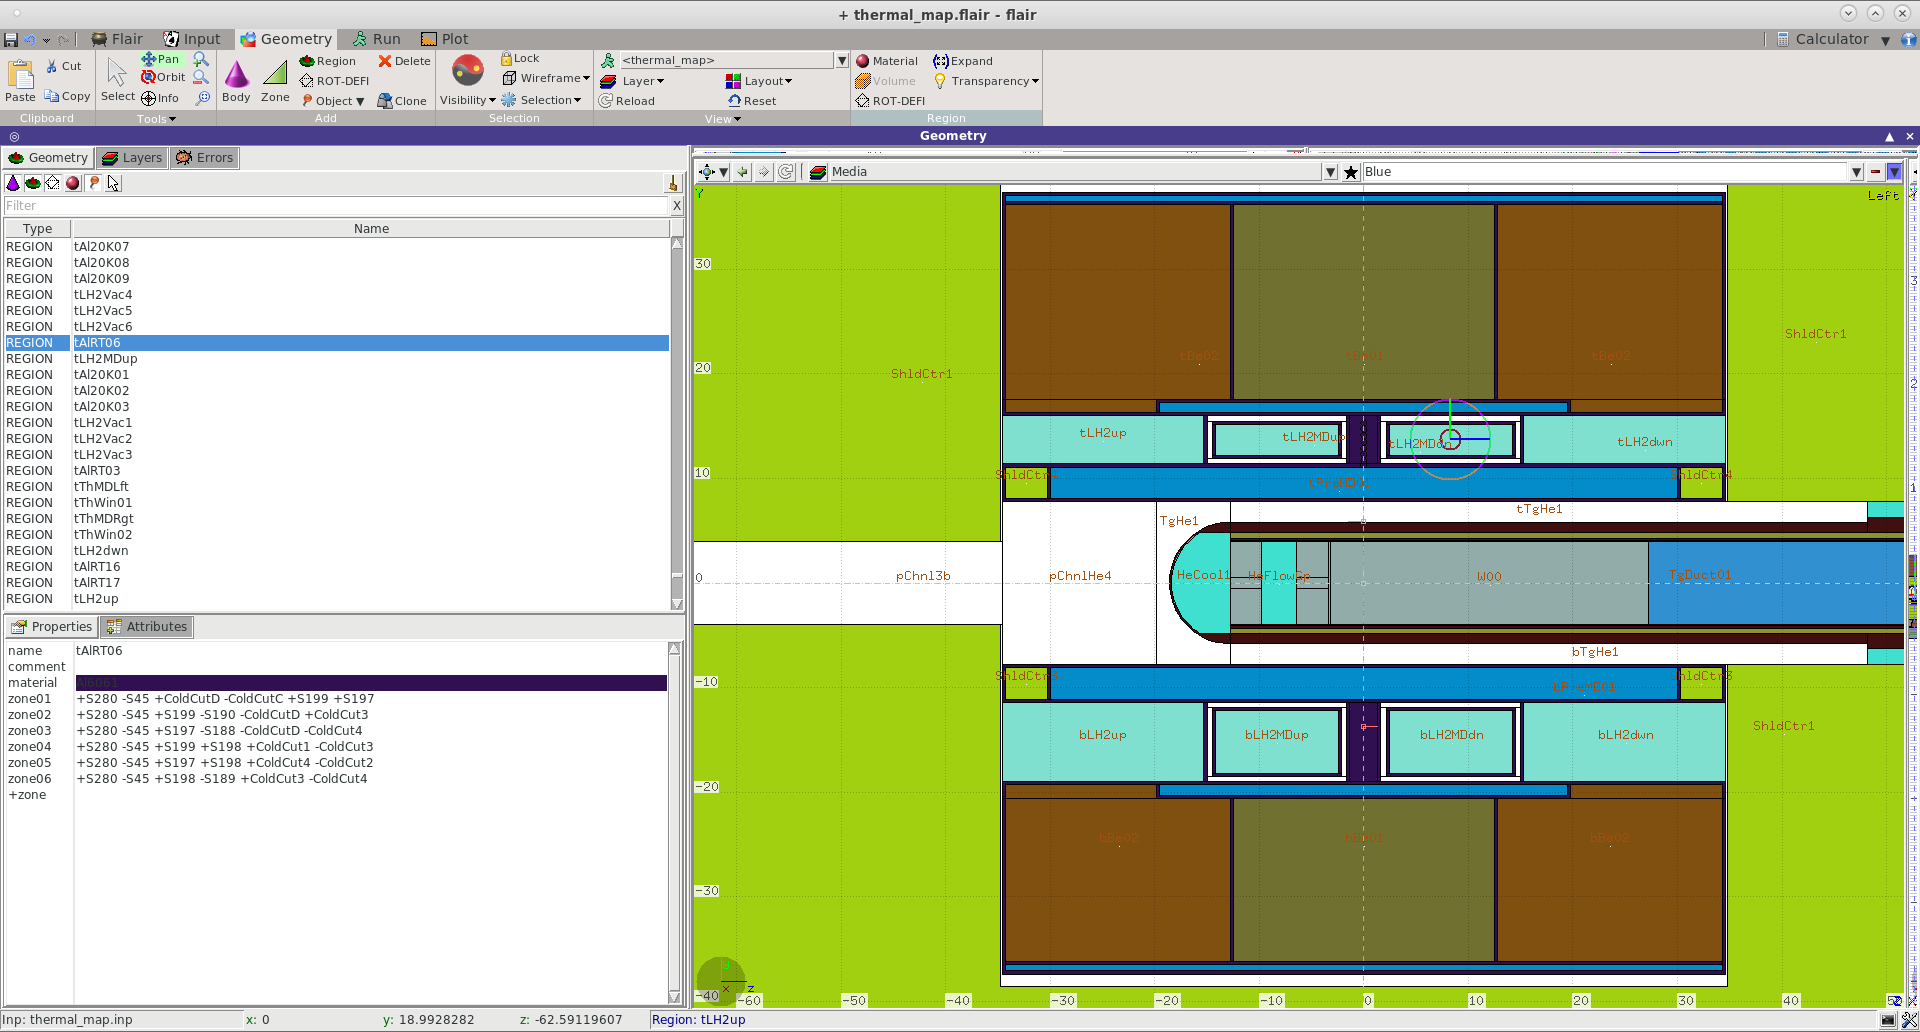 + thermal_map.flair - flair
Flair Input Geometry Run Plot Calculator
Paste Cut Copy Clipboard
Select Pan Orbit Info Tools
Body Zone Region ROT-DEFI Object Delete Clone Add
Visibility Lock Wireframe Selection Selection
<thermal_map> Layer Reload Layout Reset View
Material Volume ROT-DEFI Expand Transparency Region
Geometry
Geometry Layers Errors
Filter X
Type Name
REGION tAl20K07
REGION tAl20K08
REGION tAl20K09
REGION tLH2Vac4
REGION tLH2Vac5
REGION tLH2Vac6
REGION tAlRT06
REGION tLH2MDup
REGION tAl20K01
REGION tAl20K02
REGION tAl20K03
REGION tLH2Vac1
REGION tLH2Vac2
REGION tLH2Vac3
REGION tAlRT03
REGION tThMDLft
REGION tThWin01
REGION tThMDRgt
REGION tThWin02
REGION tLH2dwn
REGION tAlRT16
REGION tAlRT17
REGION tLH2up
Properties Attributes
name tAlRT06
comment
material Al6061
zone01 +S280 -S45 +ColdCutD -ColdCutC +S199 +S197
zone02 +S280 -S45 +S199 -S190 -ColdCutD +ColdCut3
zone03 +S280 -S45 +S197 -S188 -ColdCutD -ColdCut4
zone04 +S280 -S45 +S199 +S198 +ColdCut1 -ColdCut3
zone05 +S280 -S45 +S197 +S198 +ColdCut4 -ColdCut2
zone06 +S280 -S45 +S198 -S189 +ColdCut3 -ColdCut4
+zone
Media Blue
Y Left
30
ShldCtr1
tBe02 tBe01 tBe02
20 ShldCtr1
tLH2up tLH2MDup tLH2MDdn tLH2dwn
10
tTgHe1
TgHe1
0 pChnl3b pChnlHe4 HeCool1 HeFlowSp W00 TgDuct01
bTgHe1
-10
ShldCtr1
bLH2up bLH2MDup bLH2MDdn bLH2dwn
-20
bBe02 bBe01 bBe02
-30
-40 -60 -50 -40 -30 -20 -10 0 10 20 30 40
x z
Inp: thermal_map.inp x: 0 y: 18.9928282 z: -62.59119607 Region: tLH2up